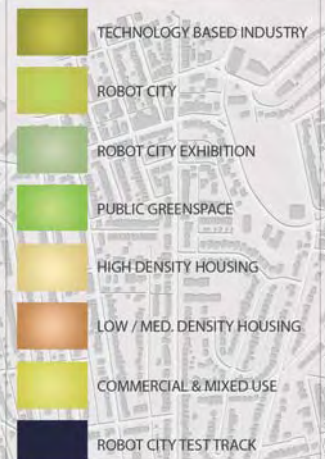 TECHNOLOGY BASED INDUSTRY
ROBOT CITY
ROBOT CITY EXHIBITION
PUBLIC GREENSPACE
HIGH DENSITY HOUSING
LOW / MED. DENSITY HOUSING
COMMERCIAL & MIXED USE
ROBOT CITY TEST TRACK